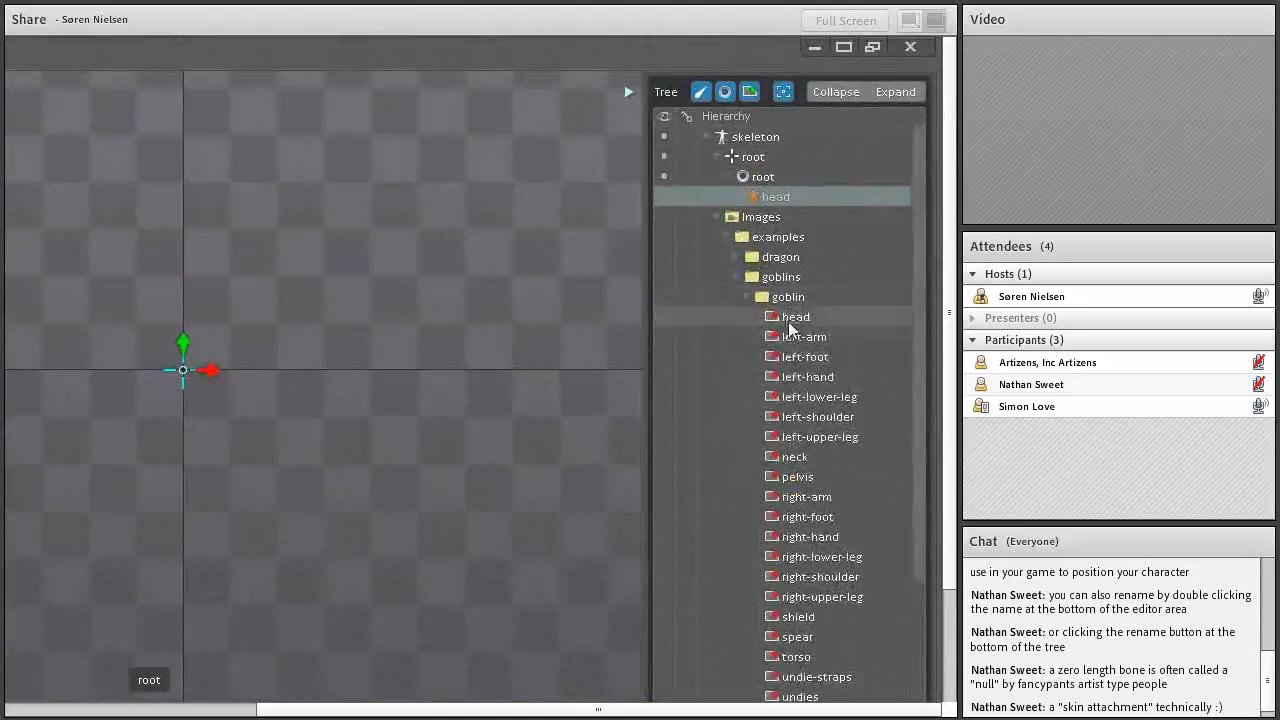 Share - Søren Nielsen
Full Screen
Tree
Collapse
Expand
Hierarchy
skeleton
root
root
head
Images
examples
dragon
goblins
goblin
head
left-arm
left-foot
left-hand
left-lower-leg
left-shoulder
left-upper-leg
neck
pelvis
right-arm
right-foot
right-hand
right-lower-leg
right-shoulder
right-upper-leg
shield
spear
torso
undie-straps
undies
root
Video
Attendees (4)
Hosts (1)
Søren Nielsen
Presenters (0)
Participants (3)
Artizens, Inc Artizens
Nathan Sweet
Simon Love
Chat (Everyone)
use in your game to position your character
Nathan Sweet: you can also rename by double clicking
the name at the bottom of the editor area
Nathan Sweet: or clicking the rename button at the
bottom of the tree
Nathan Sweet: a zero length bone is often called a
"null" by fancypants artist type people
Nathan Sweet: a "skin attachment" technically :)